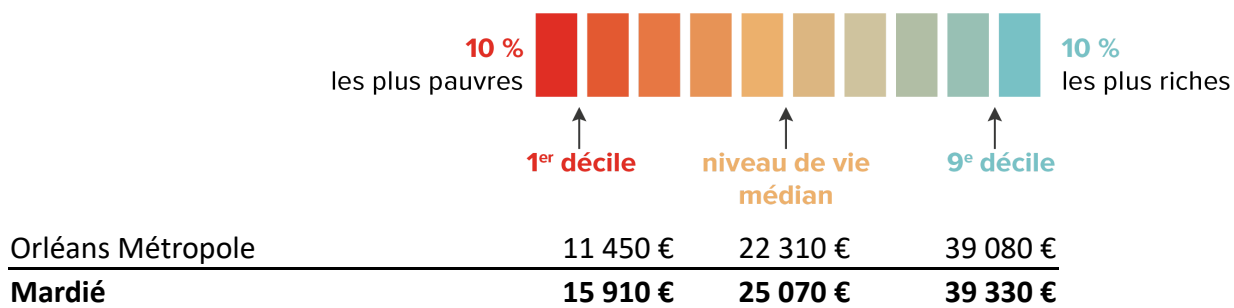 10 %
les plus pauvres
10 %
les plus riches
1er décile
niveau de vie
médian
9e décile
Orléans Métropole 11 450 € 22 310 € 39 080 €
Mardié 15 910 € 25 070 € 39 330 €